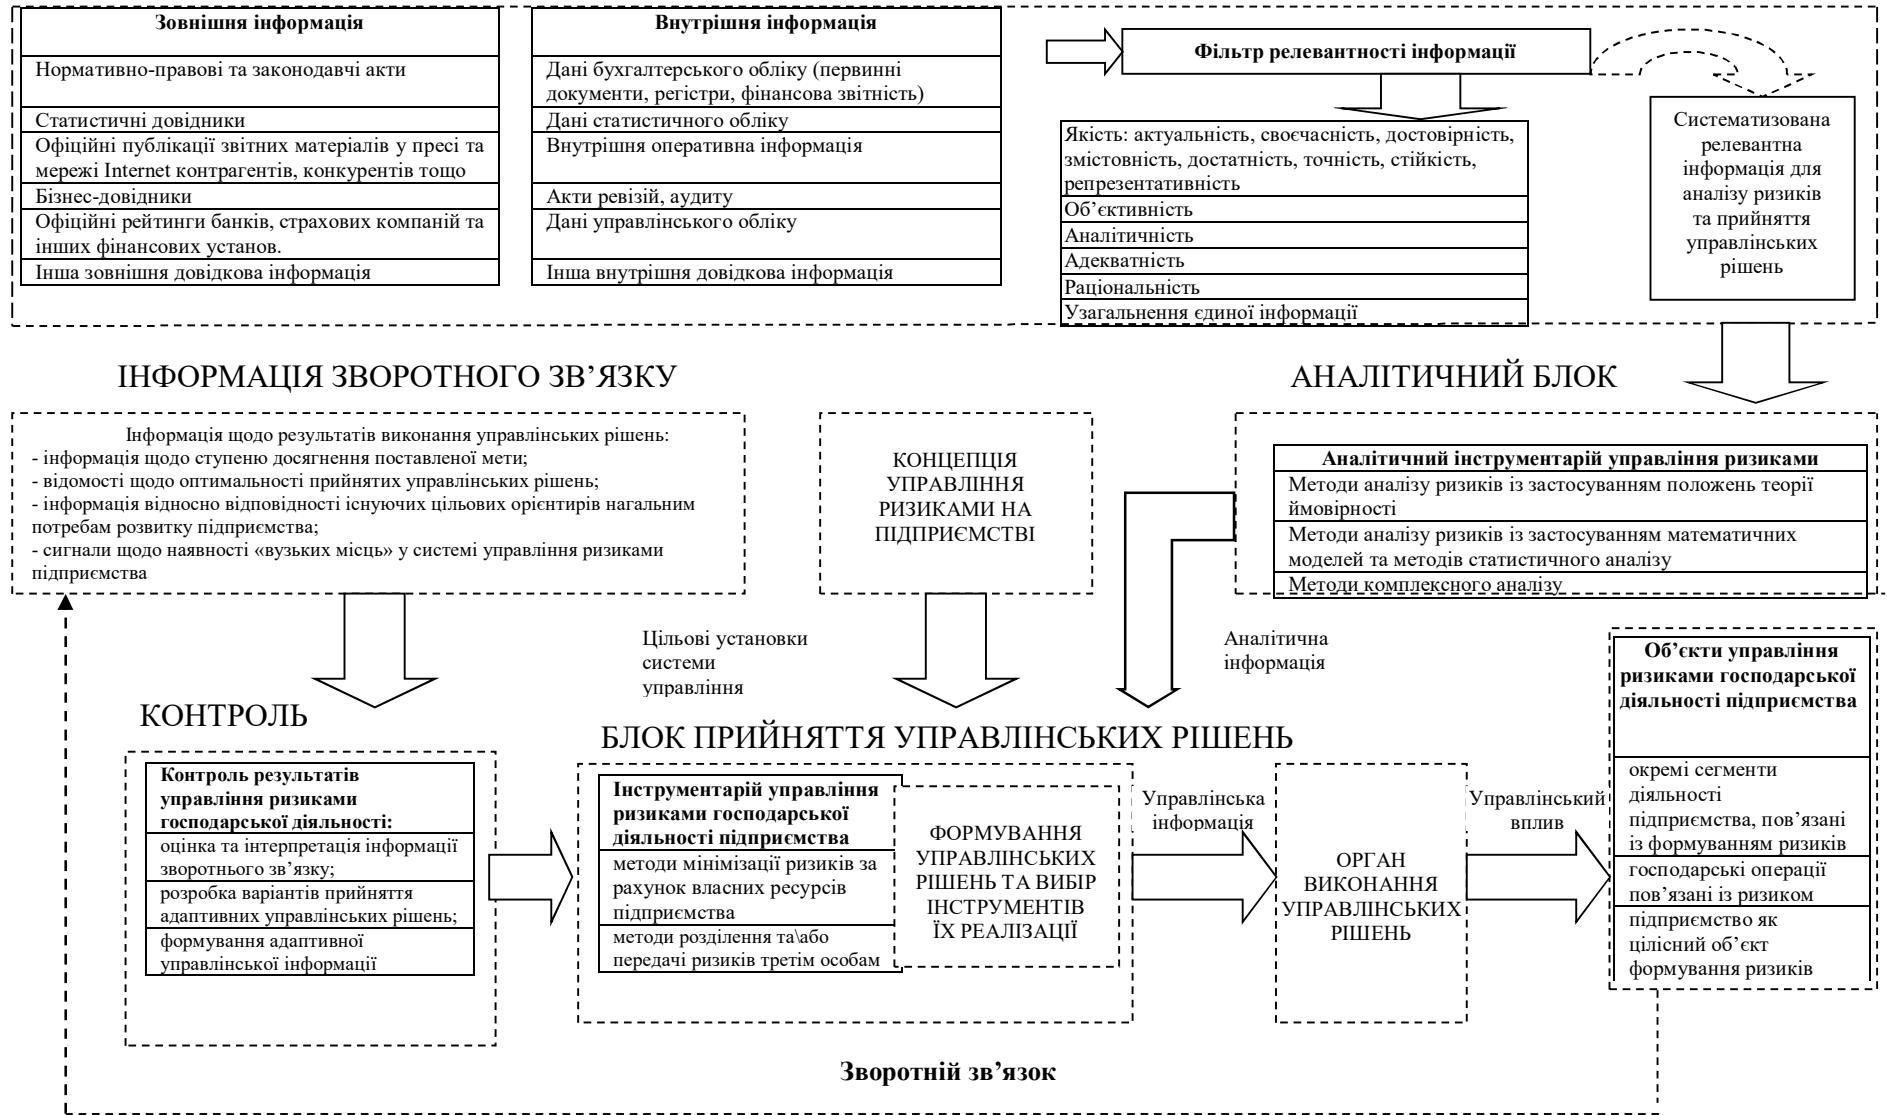 Зовнішня інформація
Нормативно-правові та законодавчі акти
Статистичні довідники
Офіційні публікації звітних матеріалів у пресі та
мережі Internet контрагентів, конкурентів тощо
Бізнес-довідники
Офіційні рейтинги банків, страхових компаній та
інших фінансових установ.
Інша зовнішня довідкова інформація
Внутрішня інформація
Дані бухгалтерського обліку (первинні
документи, регістри, фінансова звітність)
Дані статистичного обліку
Внутрішня оперативна інформація
Акти ревізій, аудиту
Дані управлінського обліку
Інша внутрішня довідкова інформація
Фільтр релевантності інформації
Якість: актуальність, своєчасність, достовірність,
змістовність, достатність, точність, стійкість,
репрезентативність
Об’єктивність
Аналітичність
Адекватність
Раціональність
Узагальнення єдиної інформації
Систематизована
релевантна
інформація для
аналізу ризиків
та прийняття
управлінських
рішень
ІНФОРМАЦІЯ ЗВОРОТНОГО ЗВ’ЯЗКУ
Інформація щодо результатів виконання управлінських рішень:
- інформація щодо ступеню досягнення поставленої мети;
- відомості щодо оптимальності прийнятих управлінських рішень;
- інформація відносно відповідності існуючих цільових орієнтирів нагальним
потребам розвитку підприємства;
- сигнали щодо наявності «вузьких місць» у системі управління ризиками
підприємства
КОНЦЕПЦІЯ
УПРАВЛІННЯ
РИЗИКАМИ НА
ПІДПРИЄМСТВІ
АНАЛІТИЧНИЙ БЛОК
Аналітичний інструментарій управління ризиками
Методи аналізу ризиків із застосуванням положень теорії
ймовірності
Методи аналізу ризиків із застосуванням математичних
моделей та методів статистичного аналізу
Методи комплексного аналізу
Цільові установки
системи
управління
Аналітична
інформація
КОНТРОЛЬ
Контроль результатів
управління ризиками
господарської діяльності:
оцінка та інтерпретація інформації
зворотнього зв’язку;
розробка варіантів прийняття
адаптивних управлінських рішень;
формування адаптивної
управлінської інформації
БЛОК ПРИЙНЯТТЯ УПРАВЛІНСЬКИХ РІШЕНЬ
Інструментарій управління
ризиками господарської
діяльності підприємства
методи мінімізації ризиків за
рахунок власних ресурсів
підприємства
методи розділення та\або
передачі ризиків третім особам
ФОРМУВАННЯ
УПРАВЛІНСЬКИХ
РІШЕНЬ ТА ВИБІР
ІНСТРУМЕНТІВ
ЇХ РЕАЛІЗАЦІЇ
Управлінська
інформація
ОРГАН
ВИКОНАННЯ
УПРАВЛІНСЬКИХ
РІШЕНЬ
Управлінський
вплив
Об’єкти управління
ризиками господарської
діяльності підприємства
окремі сегменти
діяльності
підприємства, пов’язані
із формуванням ризиків
господарські операції
пов’язані із ризиком
підприємство як
цілісний об’єкт
формування ризиків
Зворотній зв’язок